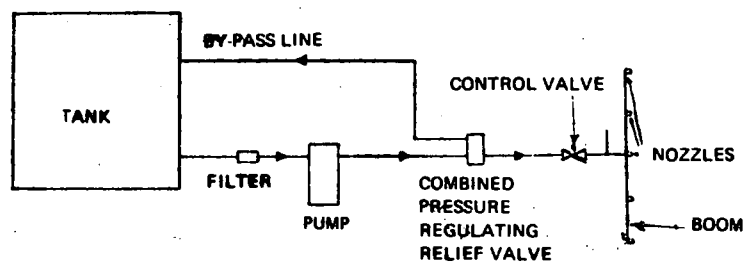 BY-PASS LINE
CONTROL VALVE
TANK
NOZZLES
FILTER
PUMP
COMBINED
PRESSURE
REGULATING
RELIEF VALVE
BOOM